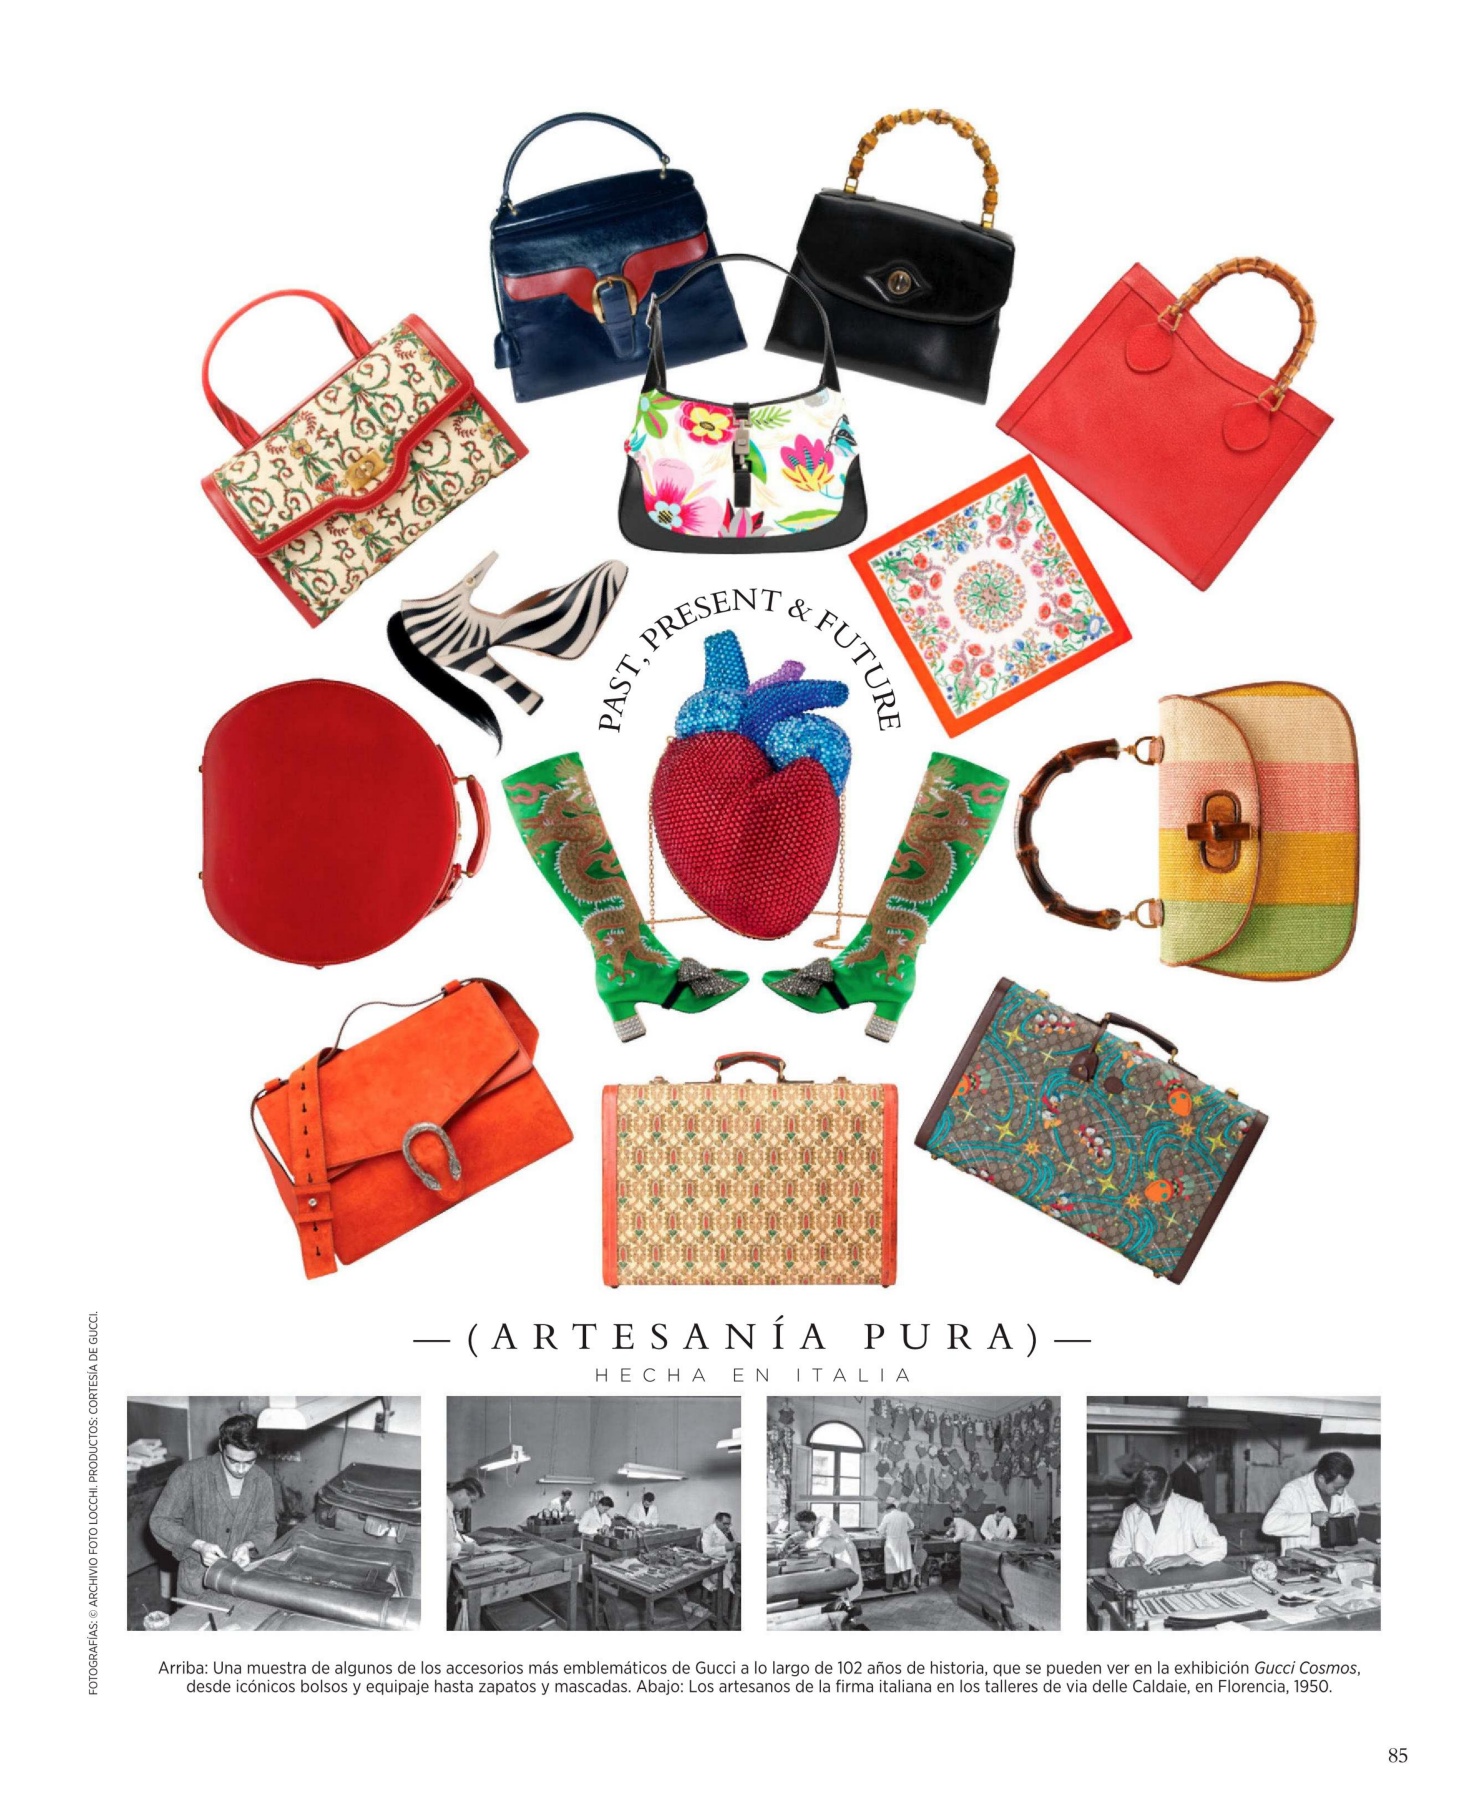 PAST, PRESENT & FUTURE
— (ARTESANÍA PURA) —
HECHA EN ITALIA
FOTOGRAFÍAS: © ARCHIVIO FOTO LOCCHI. PRODUCTOS: CORTESÍA DE GUCCI.
Arriba: Una muestra de algunos de los accesorios más emblemáticos de Gucci a lo largo de 102 años de historia, que se pueden ver en la exhibición Gucci Cosmos,
desde icónicos bolsos y equipaje hasta zapatos y mascadas. Abajo: Los artesanos de la firma italiana en los talleres de via delle Caldaie, en Florencia, 1950.
85